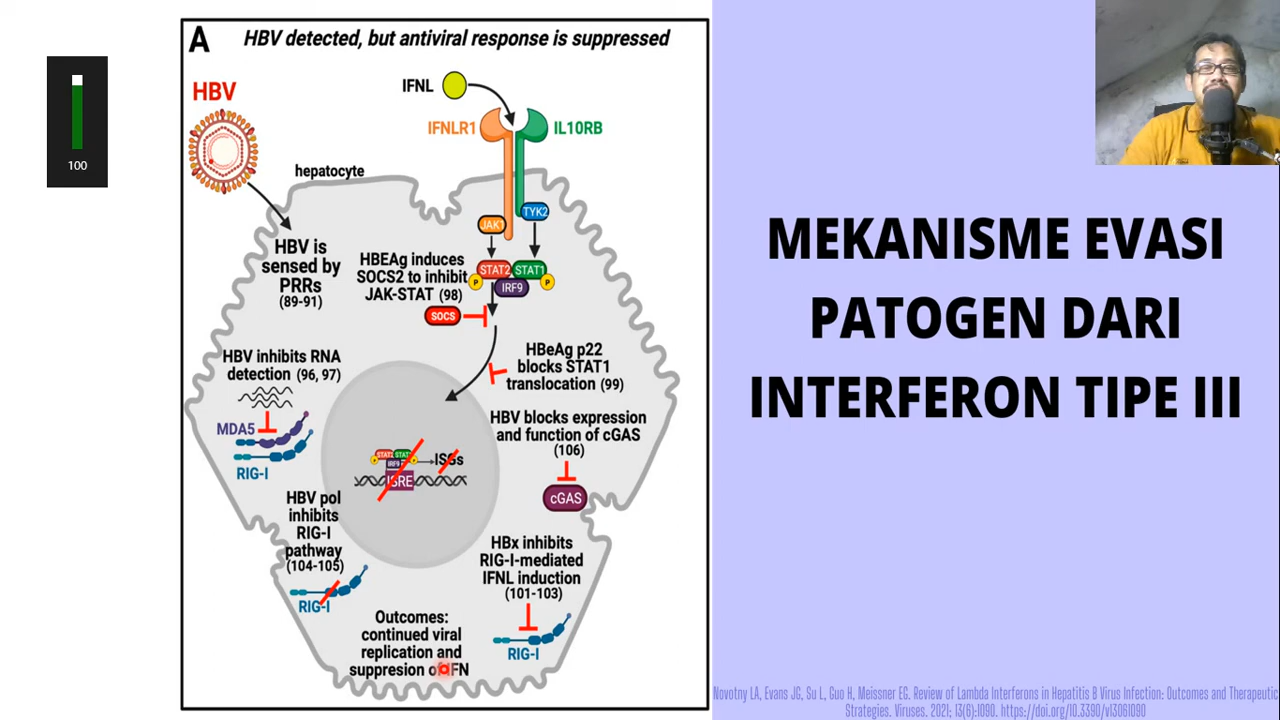 100
A
HBV detected, but antiviral response is suppressed
HBV
IFNL
IFNLR1
IL10RB
hepatocyte
JAK1
TYK2
HBV is
sensed by
PRRs
(89-91)
HBEAg induces
SOCS2 to inhibit
JAK-STAT (98)
STAT2
STAT1
P
P
IRF9
SOCS
HBV inhibits RNA
detection (96, 97)
MDA5
RIG-I
HBeAg p22
blocks STAT1
translocation (99)
HBV blocks expression
and function of cGAS
(106)
cGAS
STAT2
IRF9
ISGs
ISRE
HBV pol
inhibits
RIG-I
pathway
(104-105)
RIG-I
HBx inhibits
RIG-I-mediated
IFNL induction
(101-103)
RIG-I
Outcomes:
continued viral
replication and
suppresion
MEKANISME EVASI
PATOGEN DARI
INTERFERON TIPE III
Novotny LA, Evans JG, Su L, Guo H, Meissner EG. Review of Lambda Interferons in Hepatitis B Virus Infection: Outcomes and Therapeutic
Strategies. Viruses. 2021; 13(6):1090. https://doi.org/10.3390/v13061090